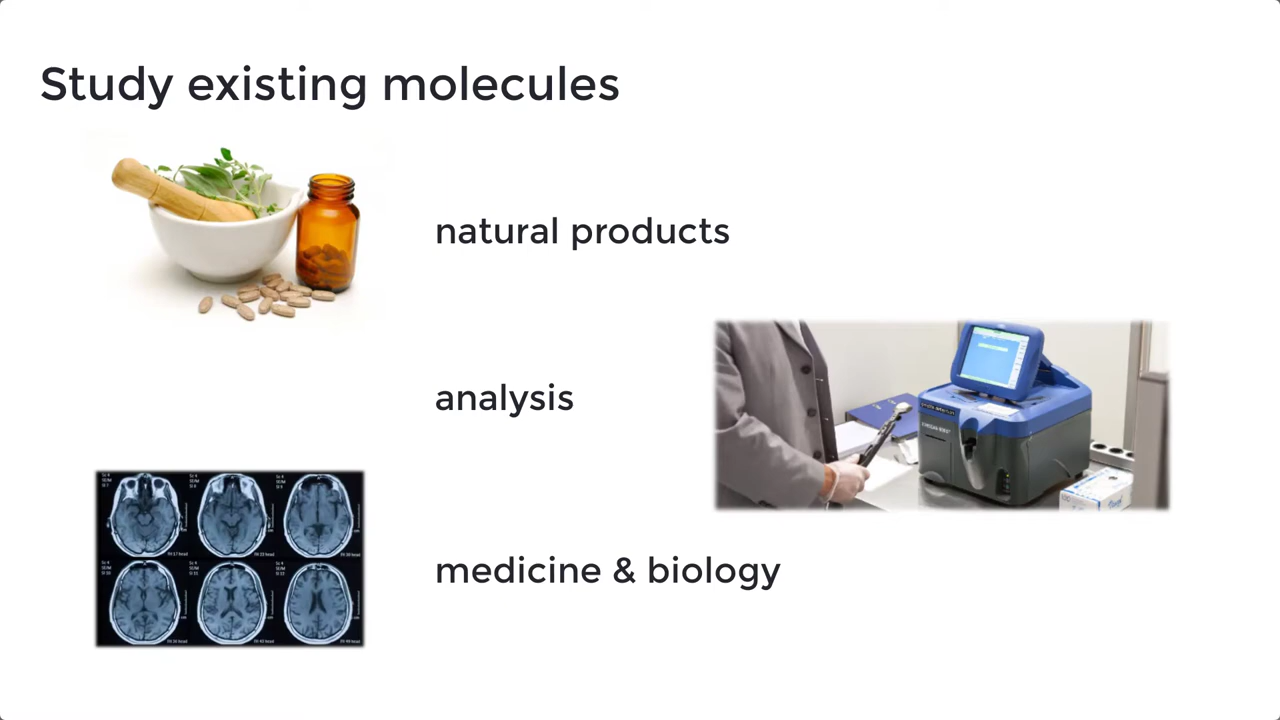 Study existing molecules
natural products
analysis
medicine & biology